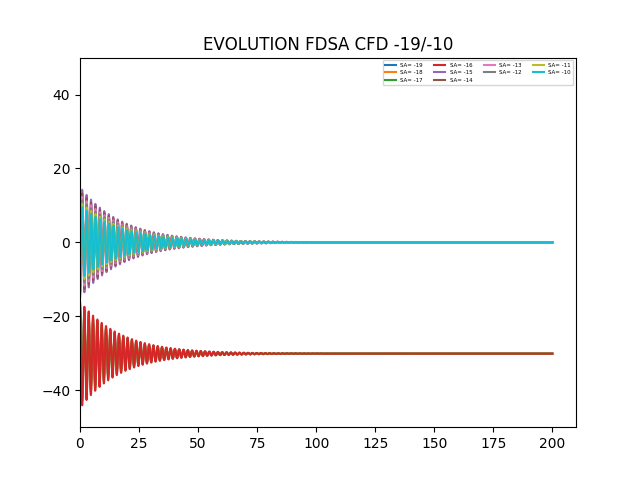 EVOLUTION FDSA CFD -19/-10
SA= -19 SA= -16 SA= -13 SA= -11
SA= -18 SA= -15 SA= -12 SA= -10
SA= -17 SA= -14
40
20
0
−20
−40
0 25 50 75 100 125 150 175 200